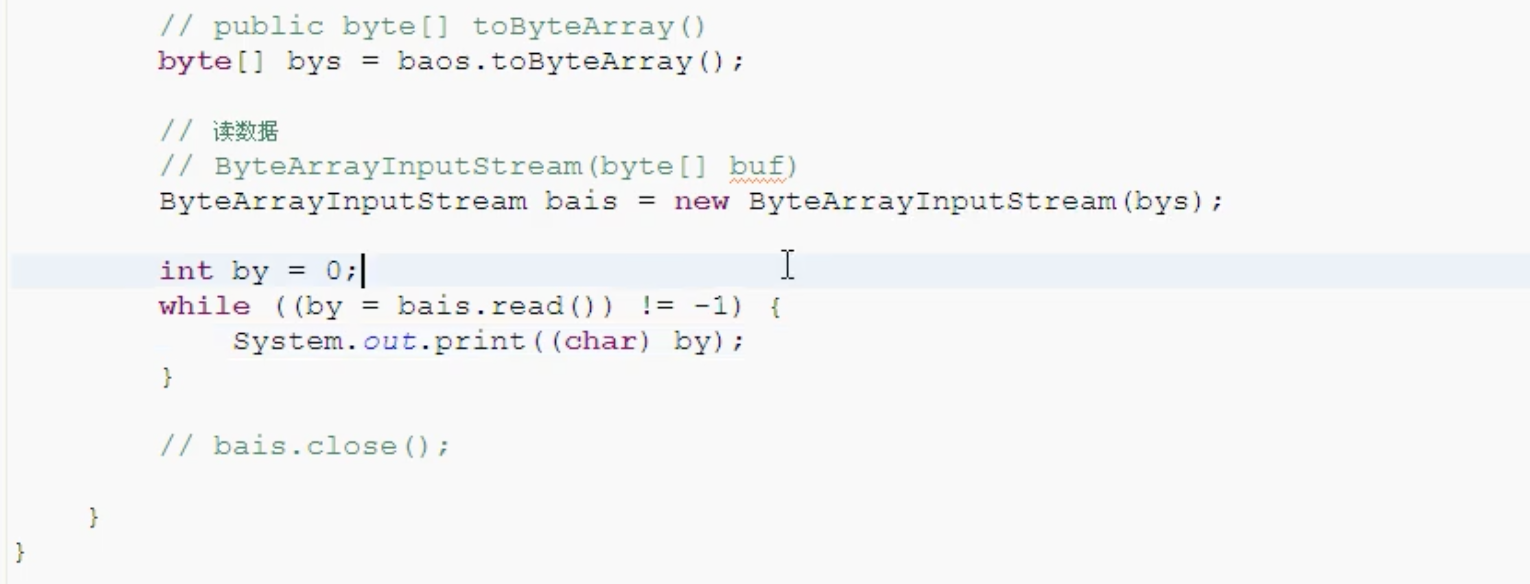 // public byte[] toByteArray()
byte[] bys = baos.toByteArray();
// 读数据
// ByteArrayInputStream(byte[] buf)
ByteArrayInputStream bais = new ByteArrayInputStream(bys);
int by = 0;
while ((by = bais.read()) != -1) {
System.out.print((char) by);
}
// bais.close();
}
}